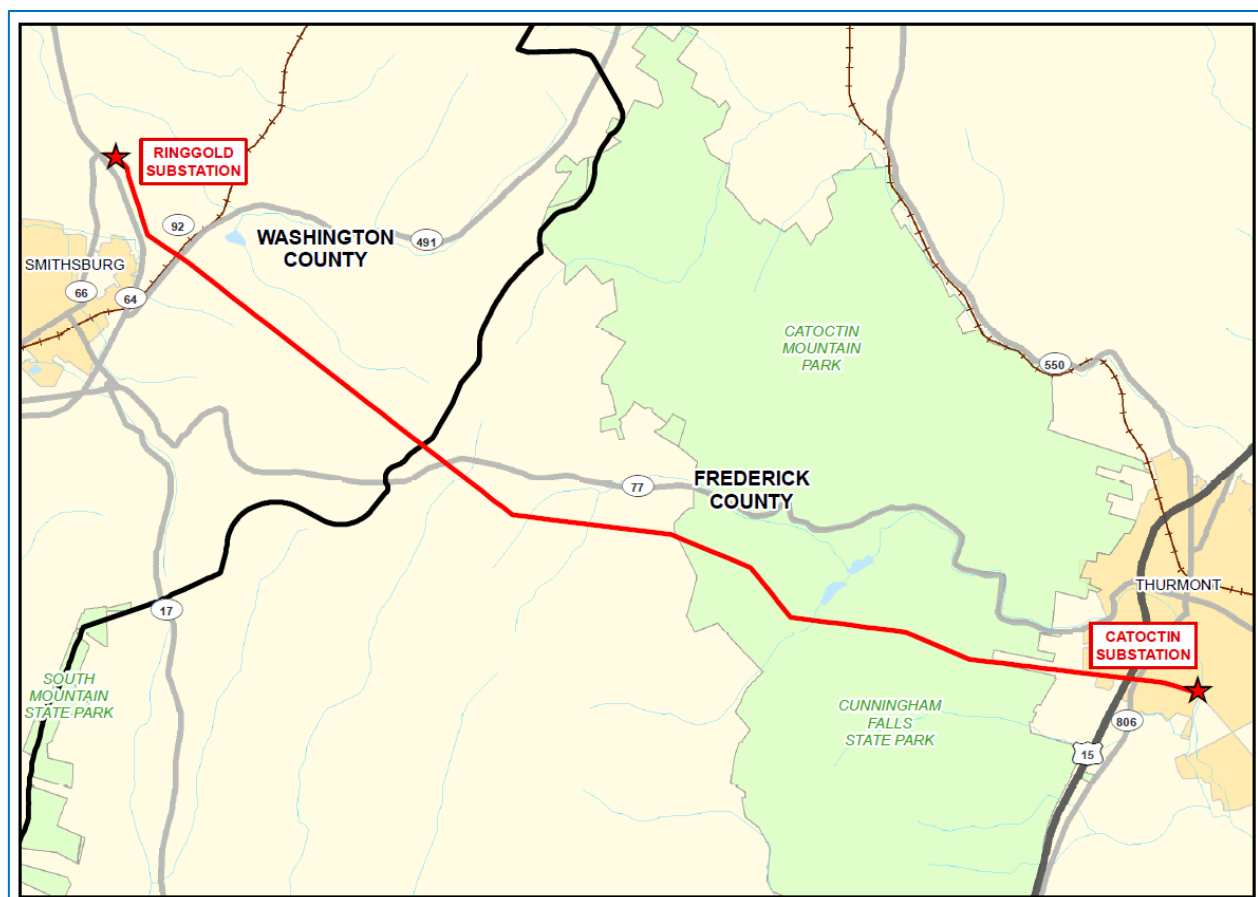 RINGGOLD
SUBSTATION
92
WASHINGTON
COUNTY
491
SMITHSBURG
66
64
CATOCTIN
MOUNTAIN
PARK
550
77
FREDERICK
COUNTY
17
THURMONT
CATOCTIN
SUBSTATION
SOUTH
MOUNTAIN
STATE PARK
CUNNINGHAM
FALLS
STATE PARK
806
15